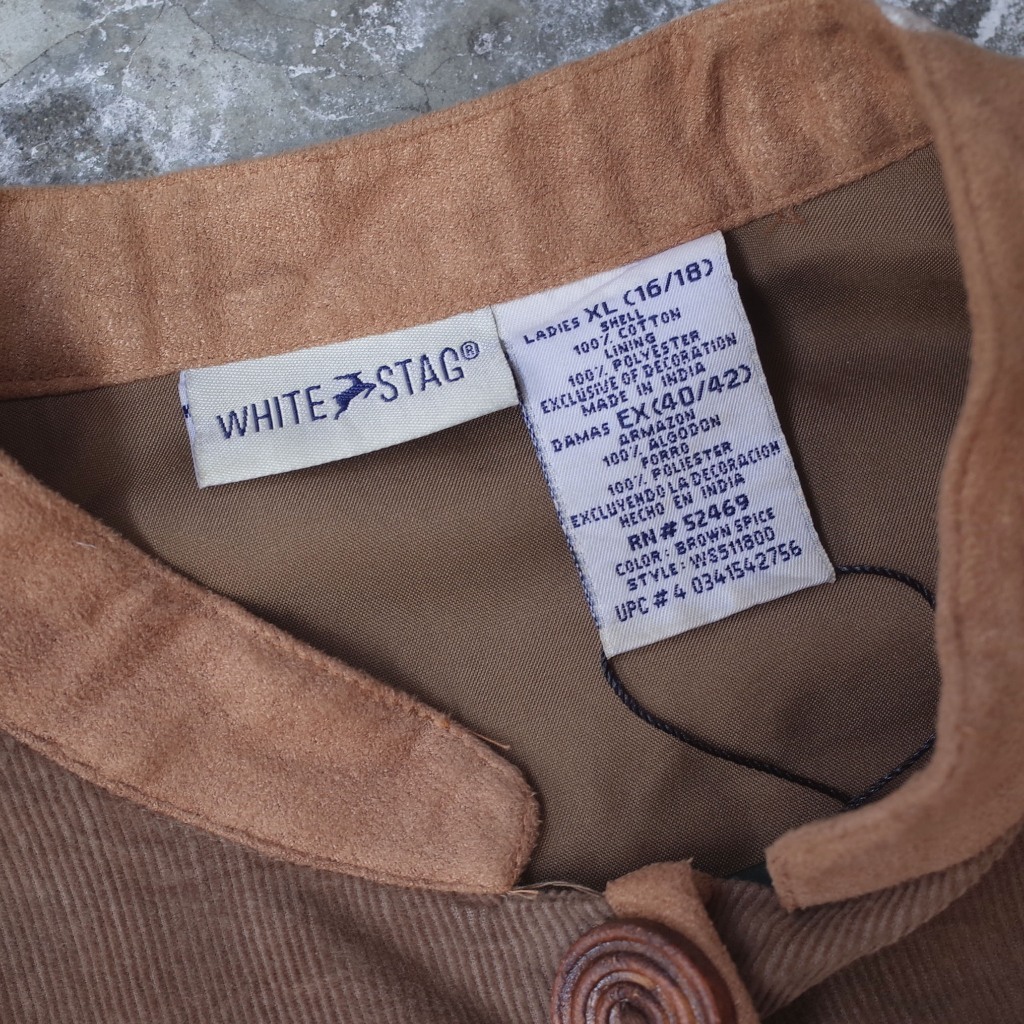 WHITE STAG®
LADIES XL (16/18)
SHELL
100% COTTON
LINING
100% POLYESTER
EXCLUSIVE OF DECORATION
MADE IN INDIA
DAMAS EX(40/42)
ARMAZON
100% ALGODON
FORRO
100% POLIESTER
EXCLUYENDO LA DECORACION
HECHO EN INDIA
RN# 52469
COLOR: BROWN SPICE
STYLE: WS511800
UPC # 4 0341542756